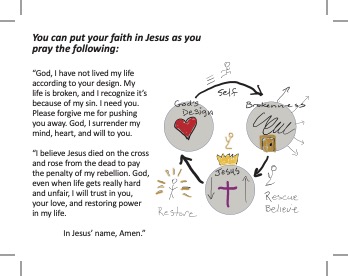 You can put your faith in Jesus as you
pray the following:
"God, I have not lived my life
according to your design. My
life is broken, and I recognize it's
because of my sin. I need you.
Please forgive me for pushing
you away. God, I surrender my
mind, heart, and will to you.
"I believe Jesus died on the cross
and rose from the dead to pay
the penalty of my rebellion. God,
even when life gets really hard
and unfair, I will trust in you,
your love, and restoring power
in my life.
In Jesus' name, Amen."
Self
God's
Design
Brokenness
Jesus
Restore
Rescue
Believe